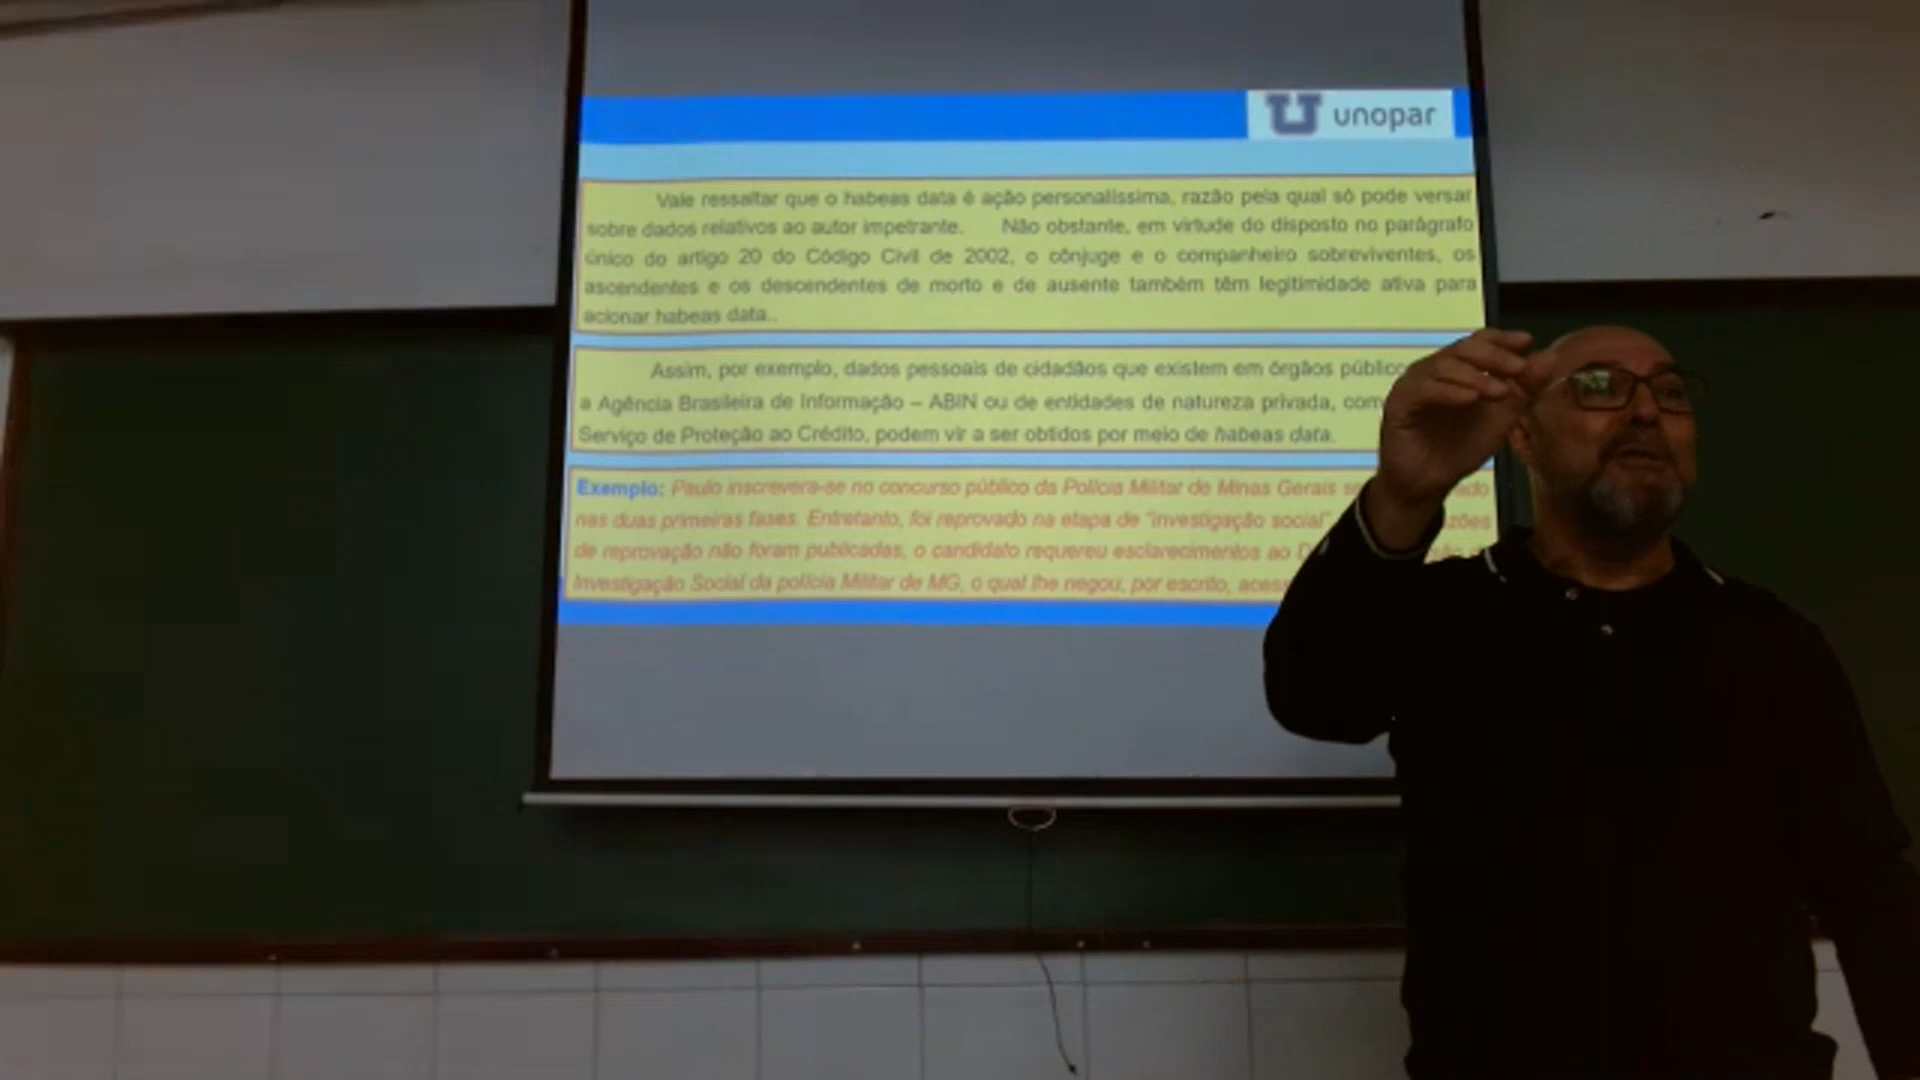 unopar
Vale ressaltar que o habeas data é ação personalíssima, razão pela qual só pode versar
sobre dados relativos ao autor impetrante. Não obstante, em virtude do disposto no parágrafo
único do artigo 20 do Código Civil de 2002, o cônjuge e o companheiro sobreviventes, os
ascendentes e os descendentes de morto e de ausente também têm legitimidade ativa para
acionar habeas data..
Assim, por exemplo, dados pessoais de cidadãos que existem em órgãos
a Agência Brasileira de Informação – ABIN ou de entidades de natureza privada,
Serviço de Proteção ao Crédito, podem vir a ser obtidos por meio de habeas data.
Exemplo: Paulo inscrevera-se no concurso público da Polícia Militar de Minas Gerais
nas duas primeiras fases. Entretanto, foi reprovado na etapa de "investigação social"
de reprovação não foram publicadas, o candidato requereu esclarecimentos ao
Investigação Social da polícia Militar de MG, o qual lhe negou, por escrito,